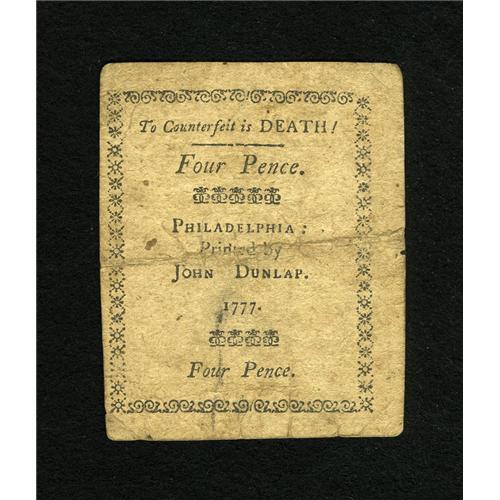 To Counterfeit is DEATH!
Four Pence.
PHILADELPHIA:
Printed by
JOHN DUNLAP.
1777.
Four Pence.